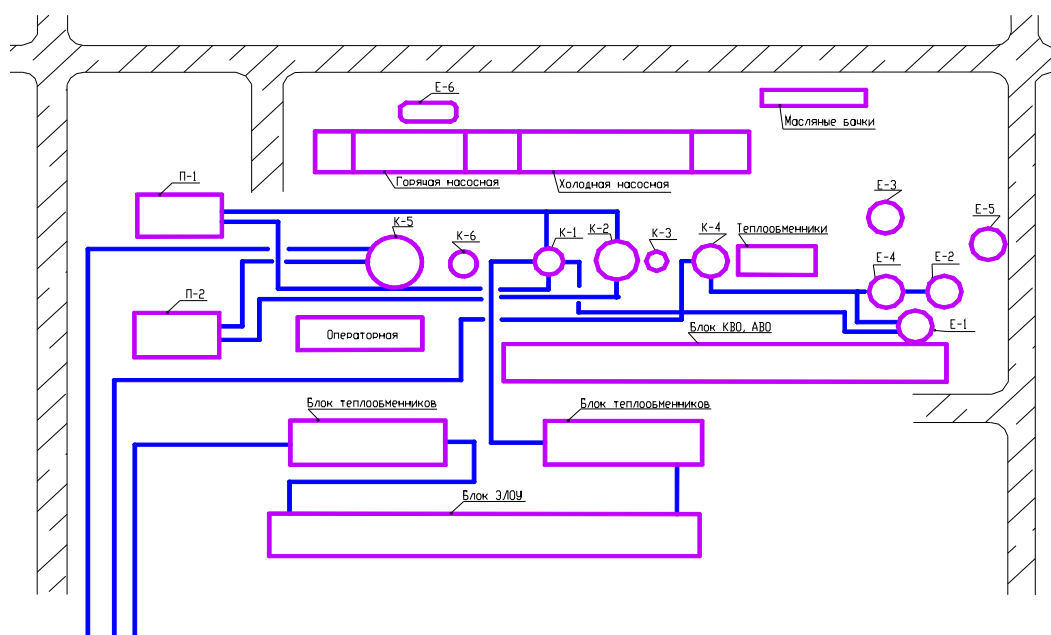 Е-6
Масляные бачки
Горячая насосная
Холодная насосная
П-1
Е-3
К-5
К-6
К-1
К-2
К-3
К-4
Теплообменники
Е-5
Е-4
Е-2
П-2
Операторная
Блок КВО, АВО
Е-1
Блок теплообменников
Блок теплообменников
Блок ЭЛОУ